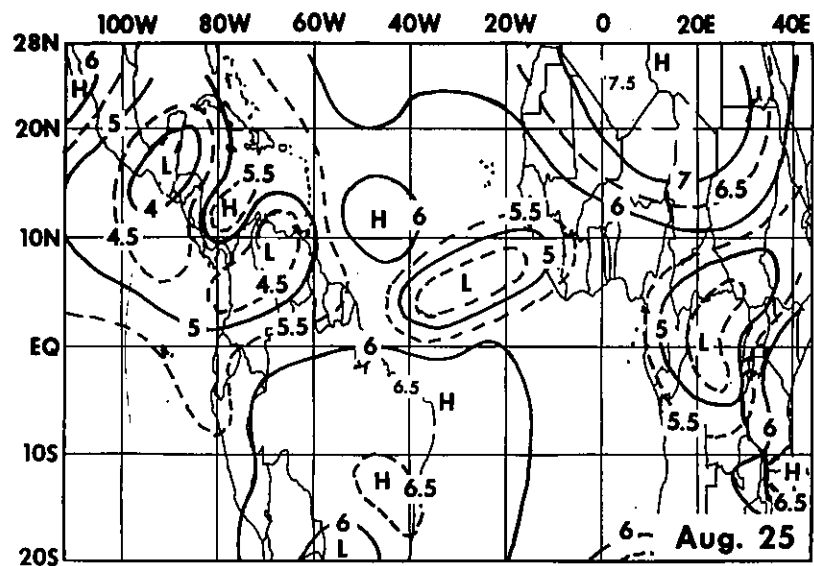 100W 80W 60W 40W 20W 0 20E 40E
28N
6 H H
7.5
5
20N
L 5.5
7 6.5
4 H H 6 5.5 6
4.5 10N
L 5
4.5 L
5 5.5 5 L
EQ 6
6.5 H
5.5
6
10S
H 6.5 H
6.5
6 6
L Aug. 25
20S